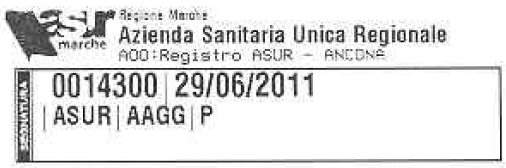 Regione Marche
asur
marche
Azienda Sanitaria Unica Regionale
AOO:Registro ASUR - ANCONA
SEGNATURA
0014300 | 29/06/2011
| ASUR | AAGG | P